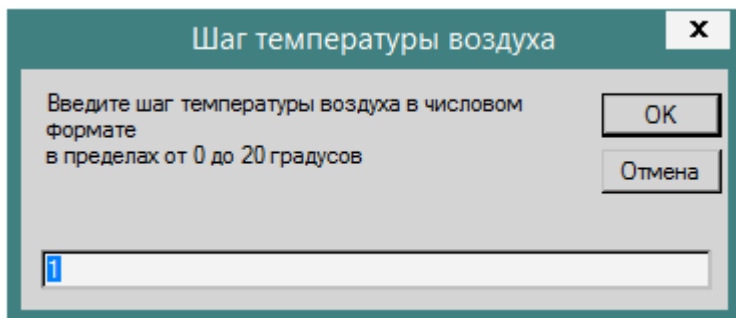 Шаг температуры воздуха
x
Введите шаг температуры воздуха в числовом
формате
в пределах от 0 до 20 градусов
OK
Отмена
1